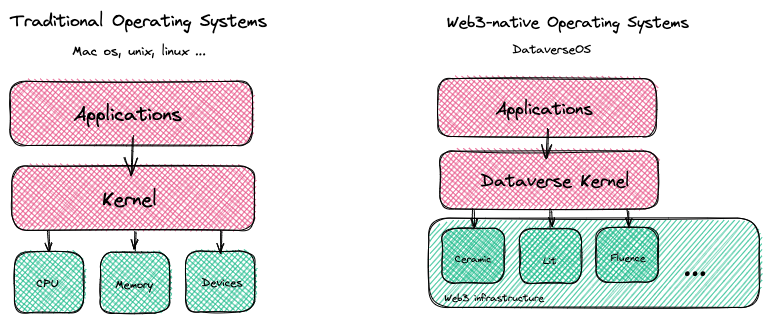 Traditional Operating Systems
Mac os, unix, linux ...
Applications
Kernel
CPU
Memory
Devices
Web3-native Operating Systems
DataverseOS
Applications
Dataverse Kernel
Ceramic
Lit
Fluence
...
Web3 infrastructure